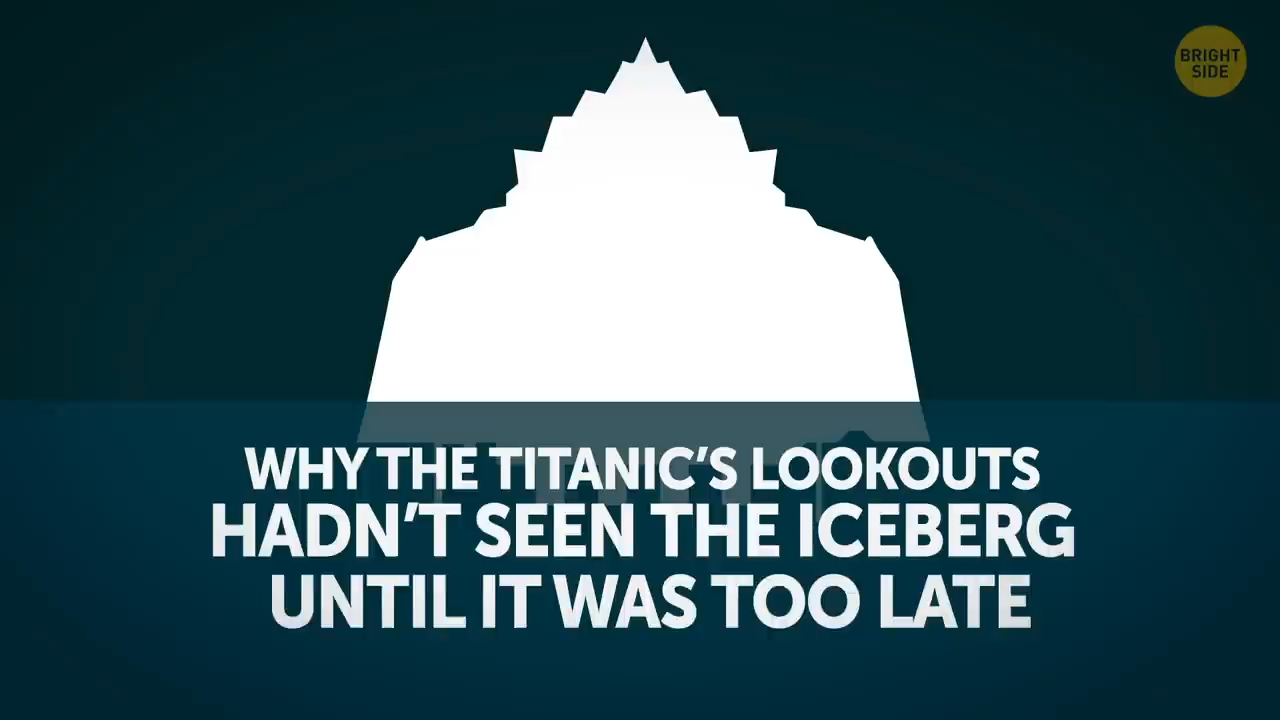 BRIGHT
SIDE
WHY THE TITANIC’S LOOKOUTS
HADN’T SEEN THE ICEBERG
UNTIL IT WAS TOO LATE